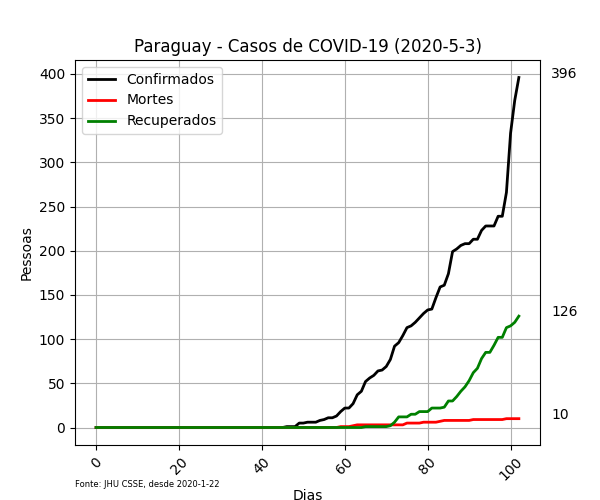 Paraguay - Casos de COVID-19 (2020-5-3)
Confirmados
Mortes
Recuperados
400
350
300
250
200
150
100
50
0
Pessoas
396
126
10
0
20
40
60
80
100
Fonte: JHU CSSE, desde 2020-1-22
Dias